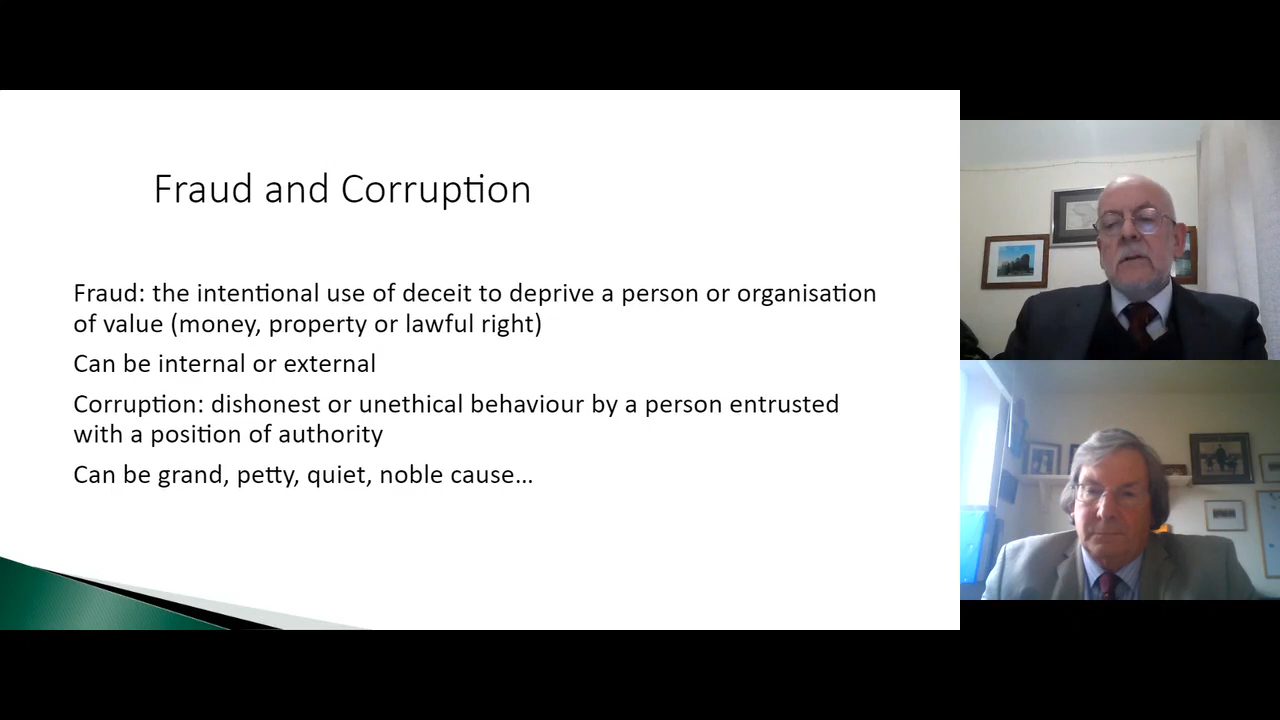 Fraud and Corruption
Fraud: the intentional use of deceit to deprive a person or organisation
of value (money, property or lawful right)
Can be internal or external
Corruption: dishonest or unethical behaviour by a person entrusted
with a position of authority
Can be grand, petty, quiet, noble cause…